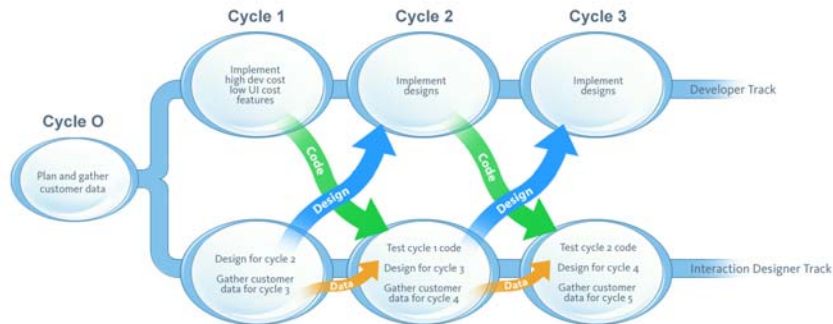 Cycle 1
Cycle 2
Cycle 3
Implement
high dev cost
low UI cost
features
Implement
designs
Implement
designs
Developer Track
Cycle O
Plan and gather
customer data
Code
Design
Code
Design
Design for cycle 2
Gather customer
data for cycle 3
Data
Test cycle 1 code
Design for cycle 3
Gather customer
data for cycle 4
Data
Test cycle 2 code
Design for cycle 4
Gather customer
data for cycle 5
Interaction Designer Track